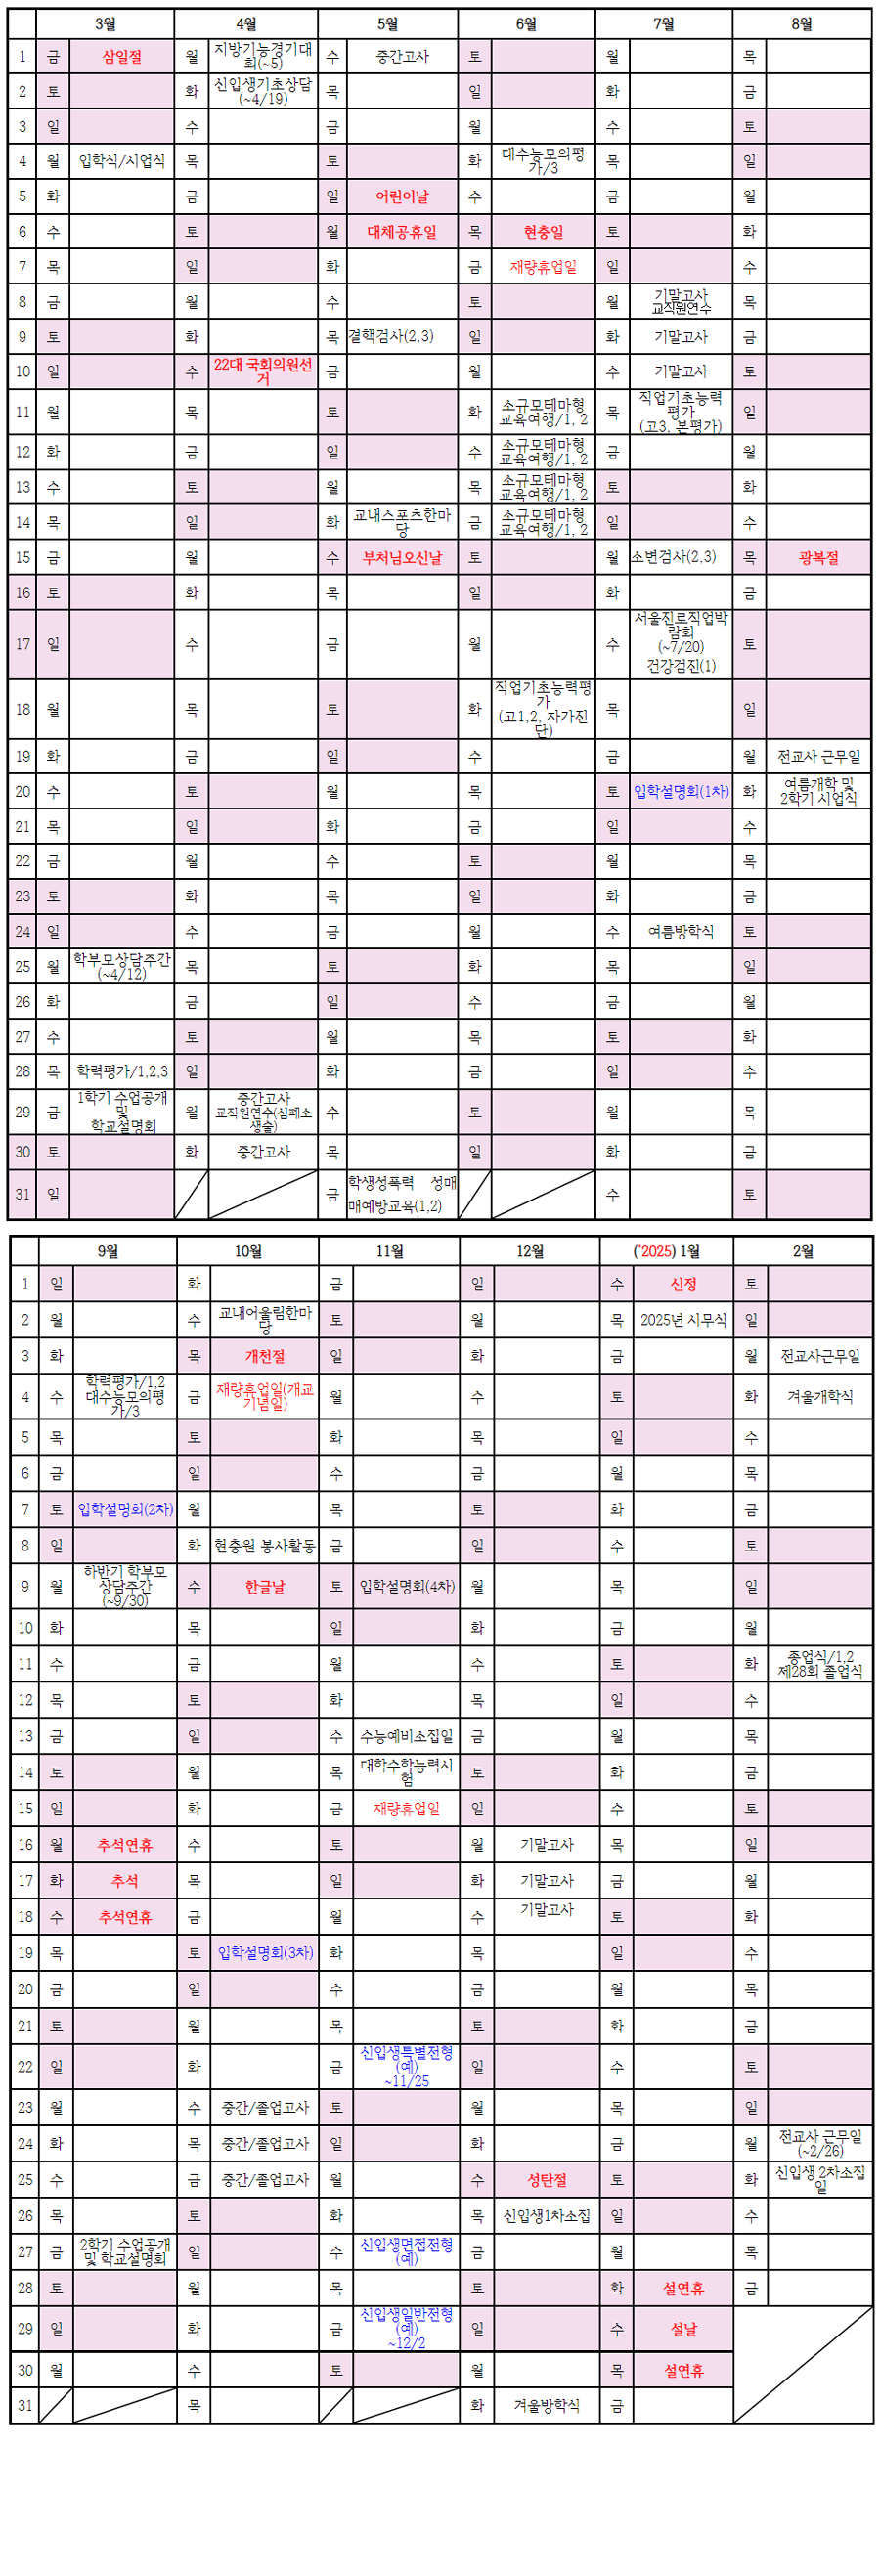 3월 4월 5월 6월 7월 8월
1 금 삼일절 월 지방기능경기대회(~5) 수 중간고사 토 월 목
2 토 화 신입생기초상담(~4/19) 목 일 화 금
3 일 수 금 월 수 토
4 월 입학식/시업식 목 토 화 대수능모의평가/3 목 일
5 화 금 일 어린이날 수 금 월
6 수 토 월 대체공휴일 목 현충일 토 화
7 목 일 화 금 재량휴업일 일 수
8 금 월 수 토 월 기말고사 교직원연수 목
9 토 화 목 결핵검사(2,3) 일 화 기말고사 금
10 일 수 22대 국회의원선거 금 월 수 기말고사 토
11 월 목 토 화 소규모테마형 교육여행/1, 2 목 직업기초능력평가 (고3, 본평가) 일
12 화 금 일 수 소규모테마형 교육여행/1, 2 금 월
13 수 토 월 목 소규모테마형 교육여행/1, 2 토 화
14 목 일 화 교내스포츠한마당 금 소규모테마형 교육여행/1, 2 일 수
15 금 월 수 부처님오신날 토 월 소변검사(2,3) 목 광복절
16 토 화 목 일 화 금
17 일 수 금 월 수 서울진로직업박람회 (~7/20) 건강검진(1) 토
18 월 목 토 화 직업기초능력평가 (고1,2, 자가진단) 목 일
19 화 금 일 수 금 월 전교사 근무일
20 수 토 월 목 토 입학설명회(1차) 화 여름개학 및 2학기 시업식
21 목 일 화 금 일 수
22 금 월 수 토 월 목
23 토 화 목 일 화 금
24 일 수 금 월 수 여름방학식 토
25 월 학부모상담주간(~4/12) 목 토 화 목 일
26 화 금 일 수 금 월
27 수 토 월 목 토 화
28 목 학력평가/1,2,3 일 화 금 일 수
29 금 1학기 수업공개 및 학교설명회 월 중간고사 교직원연수(심폐소생술) 수 토 월 목
30 토 화 중간고사 목 일 화 금
31 일 금 학생성폭력 성매매예방교육(1,2) 수 토
9월 10월 11월 12월 ('2025) 1월 2월
1 일 화 금 일 수 신정 토
2 월 수 교내어울림한마당 토 월 목 2025년 시무식 일
3 화 목 개천절 일 화 금 월 전교사근무일
4 수 학력평가/1,2 대수능모의평가/3 금 재량휴업일(개교기념일) 월 수 토 화 겨울개학식
5 목 토 화 목 일 수
6 금 일 수 금 월 목
7 토 입학설명회(2차) 월 목 토 화 금
8 일 화 현충원 봉사활동 금 일 수 토
9 월 하반기 학부모 상담주간 (~9/30) 수 한글날 토 입학설명회(4차) 월 목 일
10 화 목 일 화 금 월
11 수 금 월 수 토 화 종업식/1,2 제28회 졸업식
12 목 토 화 목 일 수
13 금 일 수 수능예비소집일 금 월 목
14 토 월 목 대학수학능력시험 토 화 금
15 일 화 금 재량휴업일 일 수 토
16 월 추석연휴 수 토 월 기말고사 목 일
17 화 추석 목 일 화 기말고사 금 월
18 수 추석연휴 금 월 수 기말고사 토 화
19 목 토 입학설명회(3차) 화 목 일 수
20 금 일 수 금 월 목
21 토 월 목 토 화 금
22 일 화 금 신입생특별전형(예) ~11/25 일 수 토
23 월 수 중간/졸업고사 토 월 목 일
24 화 목 중간/졸업고사 일 화 금 월 전교사 근무일(~2/26)
25 수 금 중간/졸업고사 월 수 성탄절 토 화 신입생 2차소집일
26 목 토 화 목 신입생1차소집 일 수
27 금 2학기 수업공개 및 학교설명회 일 수 신입생면접전형(예) 금 월 목
28 토 월 목 토 화 설연휴 금
29 일 화 금 신입생일반전형(예) ~12/2 일 수 설날
30 월 수 토 월 목 설연휴
31 목 화 겨울방학식 금